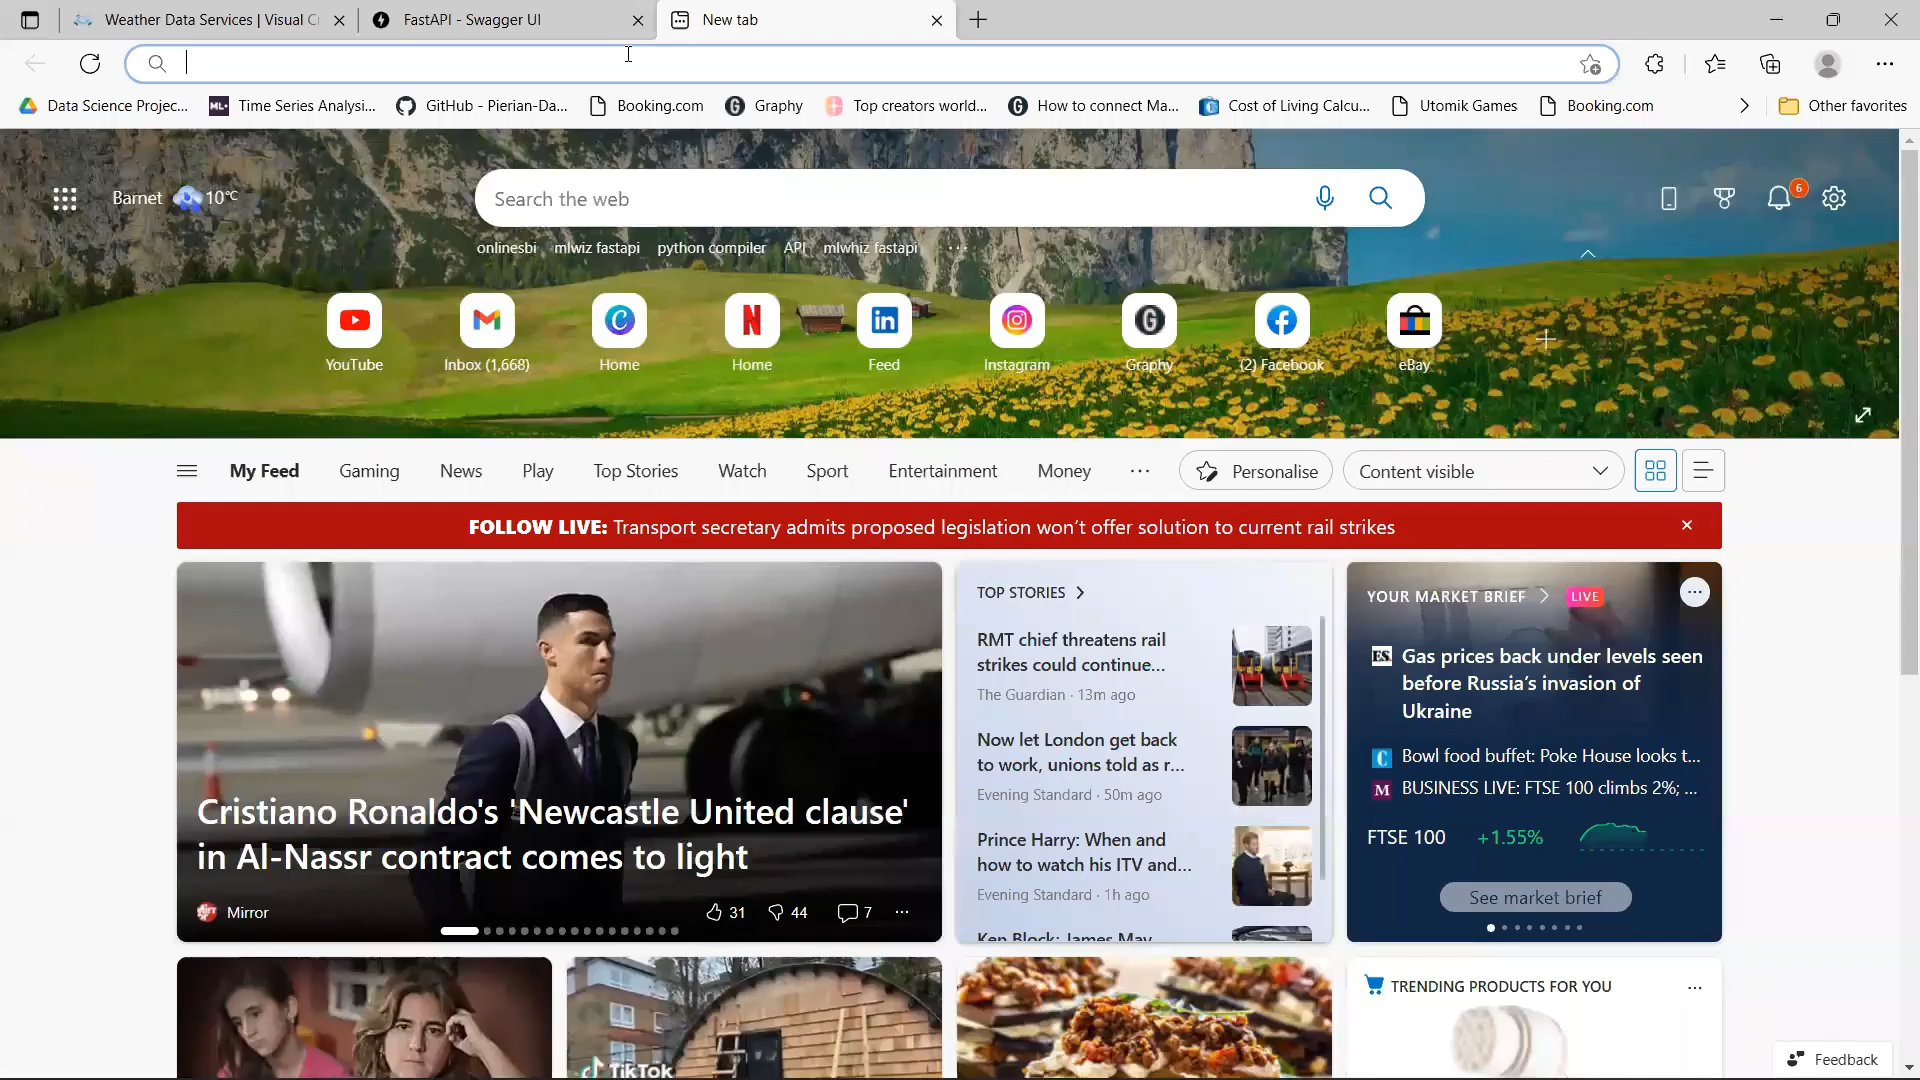 Weather Data Services | Visual C
FastAPI - Swagger UI
New tab
Data Science Projec...
ML+
Time Series Analysi...
GitHub - Pierian-Da...
Booking.com
Graphy
Top creators world...
How to connect Ma...
Cost of Living Calcu...
Utomik Games
Booking.com
Other favorites
Barnet
10°C
Search the web
6
onlinesbi
mlwiz fastapi
python compiler
API
mlwhiz fastapi
YouTube
Inbox (1,668)
Home
Home
Feed
Instagram
Graphy
(2) Facebook
eBay
My Feed
Gaming
News
Play
Top Stories
Watch
Sport
Entertainment
Money
Personalise
Content visible
FOLLOW LIVE: Transport secretary admits proposed legislation won't offer solution to current rail strikes
Cristiano Ronaldo's 'Newcastle United clause'
in Al-Nassr contract comes to light
Mirror
31
44
7
TOP STORIES
RMT chief threatens rail
strikes could continue...
The Guardian · 13m ago
Now let London get back
to work, unions told as r...
Evening Standard · 50m ago
Prince Harry: When and
how to watch his ITV and...
Evening Standard · 1h ago
Ken Block: James May
YOUR MARKET BRIEF
LIVE
ES
Gas prices back under levels seen
before Russia's invasion of
Ukraine
Bowl food buffet: Poke House looks t...
BUSINESS LIVE: FTSE 100 climbs 2%; ...
FTSE 100
+1.55%
See market brief
TikTok
TRENDING PRODUCTS FOR YOU
Feedback